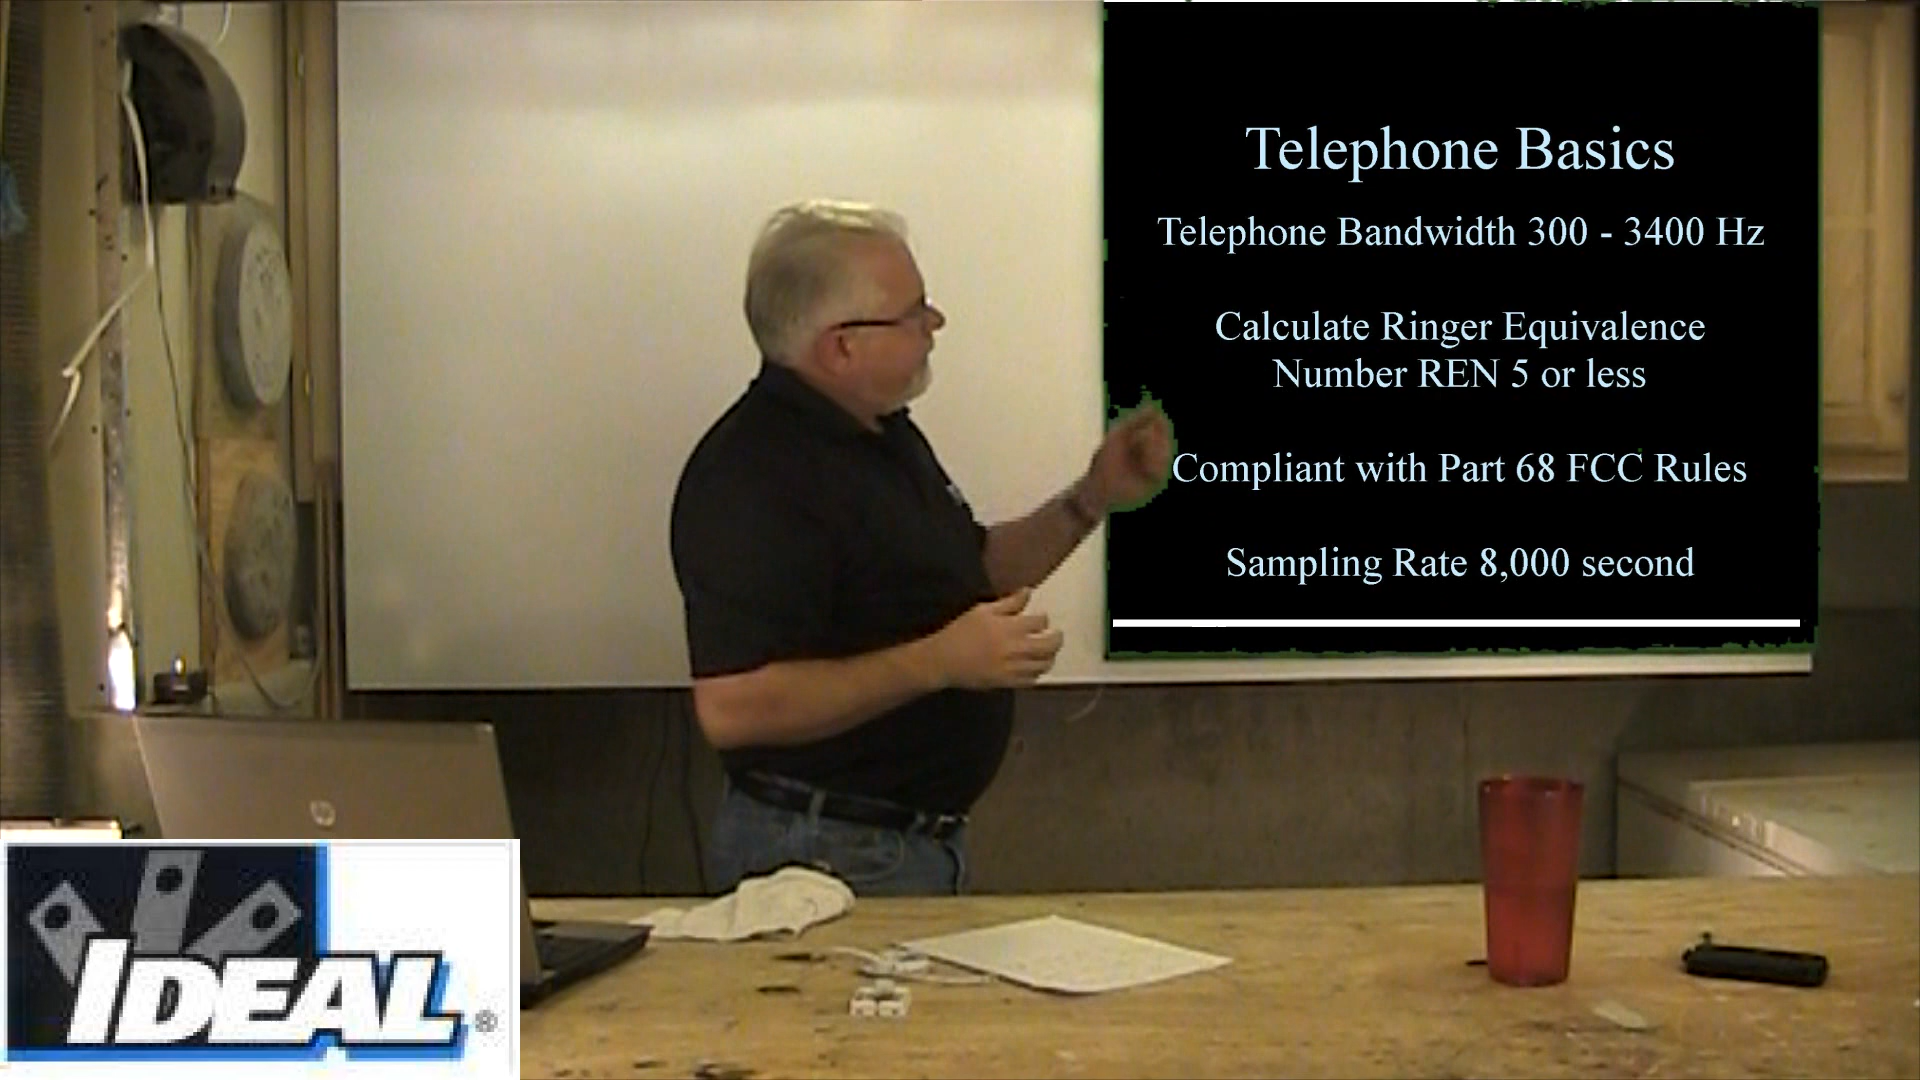 Telephone Basics
Telephone Bandwidth 300 - 3400 Hz
Calculate Ringer Equivalence
Number REN 5 or less
Compliant with Part 68 FCC Rules
Sampling Rate 8,000 second
hp
IDEAL®